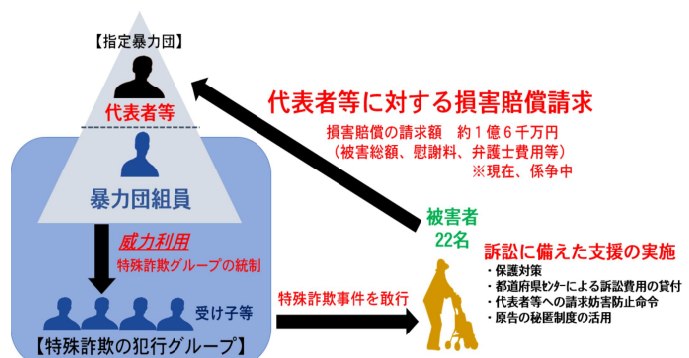 【指定暴力団】
代表者等
暴力団組員
威力利用
特殊詐欺グループの統制
受け子等
【特殊詐欺の犯行グループ】
特殊詐欺事件を敢行
代表者等に対する損害賠償請求
損害賠償の請求額　約１億６千万円
（被害総額、慰謝料、弁護士費用等）
※現在、係争中
被害者
22名
訴訟に備えた支援の実施
・保護対策
・都道府県ｾﾝﾀｰによる訴訟費用の貸付
・代表者等への請求妨害防止命令
・原告の秘匿制度の活用